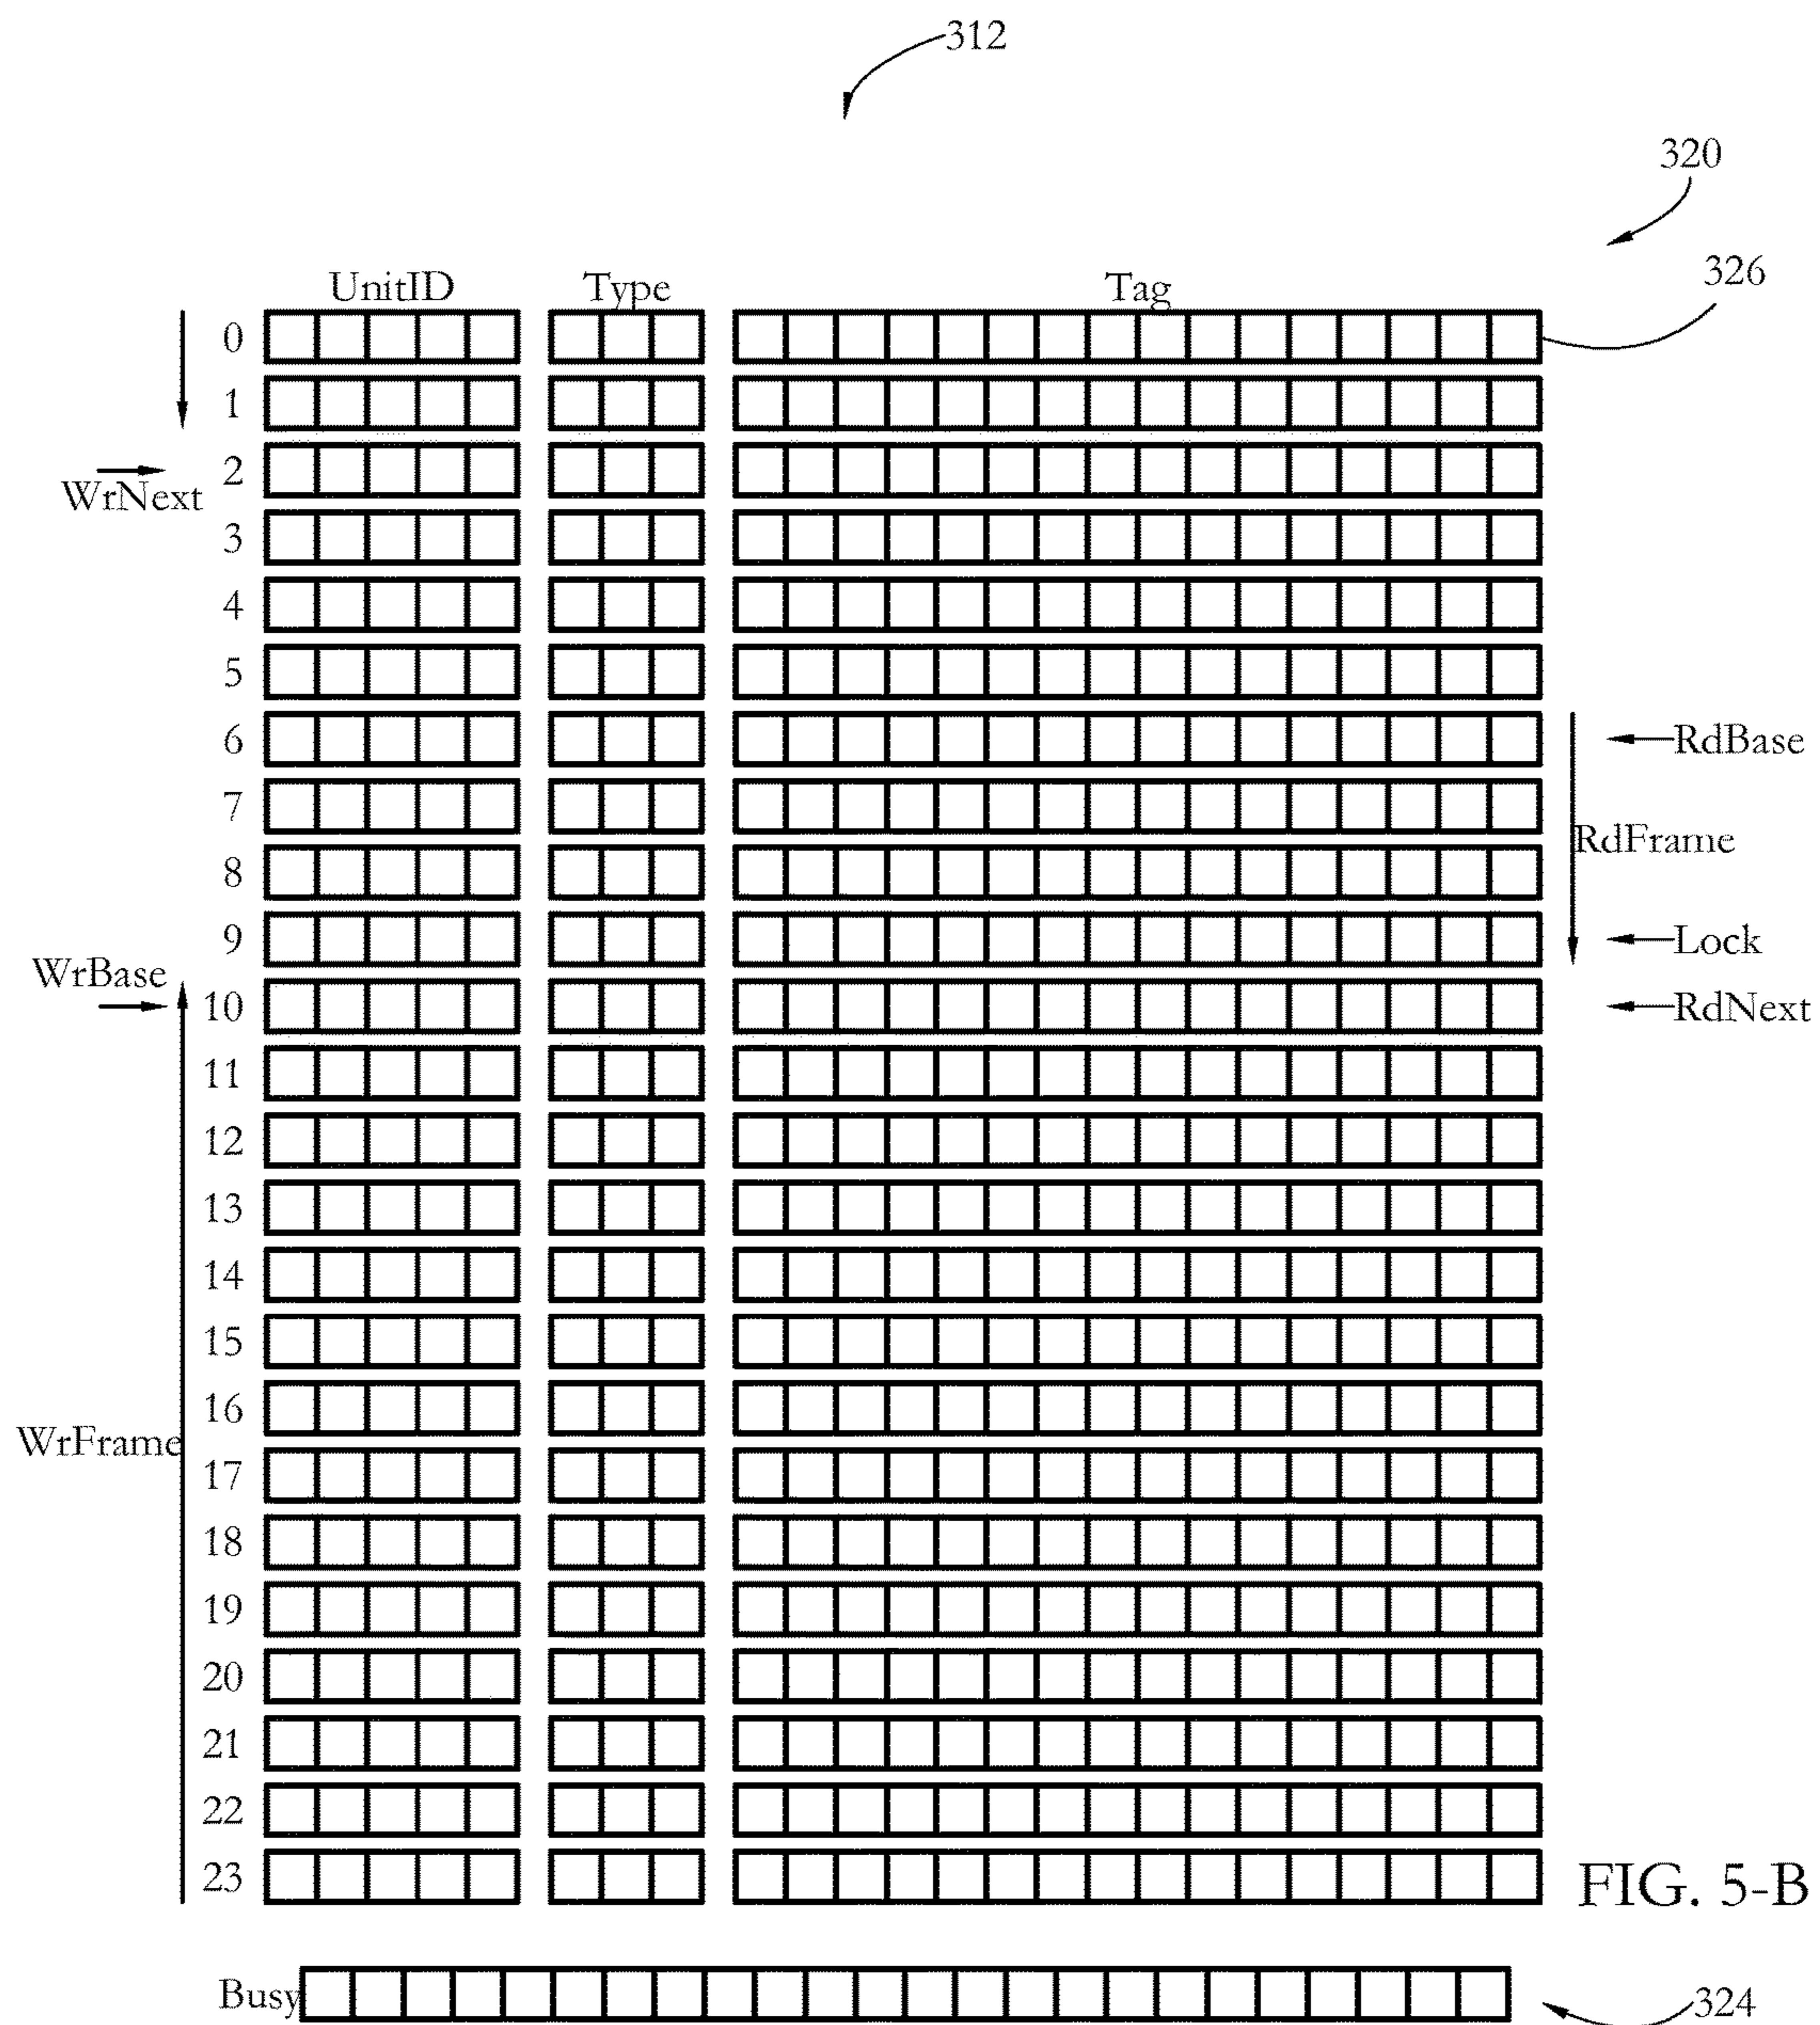 312
320
326
UnitID Type Tag
0
1
2
WrNext
3
4
5
6 RdBase
7
RdFrame
8
9 Lock
WrBase
10 RdNext
11
12
13
14
15
16
WrFrame
17
18
19
20
21
22
23
FIG. 5-B
Busy 324